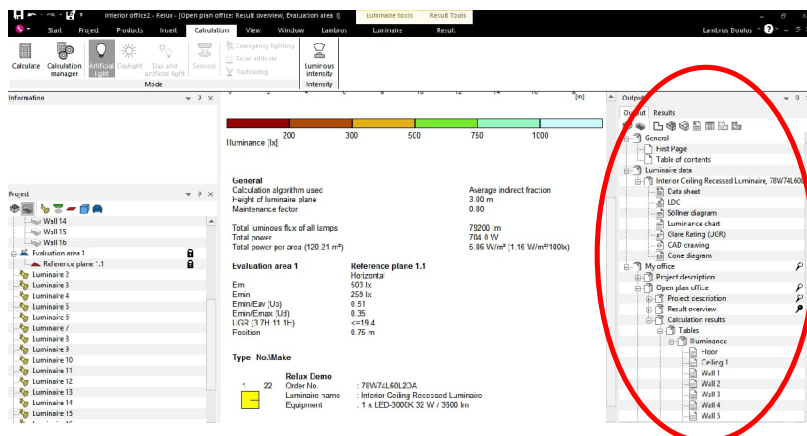 interior office2 - Relux - [Open plan office: Result overview, Evaluation area 1]
Luminaire tools Result Tools
Start Project Products Insert Calculation View Window Lambros Luminaire Result
Lambros Doulos
Calculate
Calculation manager
Artificial light
Daylight
Day and artificial light
Sensors
Emergency lighting
Raytracing
Luminous intensity
Mode
Intensity
Information
[m]
200 300 500 750 1000
Illuminance [lx]
General
Calculation algorithm used Average indirect fraction
Height of luminaire plane 3.00 m
Maintenance factor 0.80
Total luminous flux of all lamps 79200 lm
Total power 704.0 W
Total power per area (120.21 m²) 5.86 W/m² (1.16 W/m²/100lx)
Evaluation area 1 Reference plane 1.1
Horizontal
Em 503 lx
Emin 259 lx
Emin/Eav (Uo) 0.51
Emin/Emax (Ud) 0.35
UGR (3.7H 11.1H) <=19.4
Position 0.75 m
Type No.\Make
Relux Demo
1 22 Order No. : 78W74L60L2DA
Luminaire name : Interior Ceiling Recessed Luminaire
Equipment : 1 x LED-3000K 32 W / 3600 lm
Project
Wall 14
Wall 15
Wall 16
Evaluation area 1
Reference plane 1.1
Luminaire 2
Luminaire 3
Luminaire 4
Luminaire 5
Luminaire 6
Luminaire 7
Luminaire 8
Luminaire 9
Luminaire 10
Luminaire 11
Luminaire 12
Luminaire 13
Luminaire 14
Luminaire 15
Output
Output Results
General
First Page
Table of contents
Luminaire data
Interior Ceiling Recessed Luminaire, 78W74L60
Data sheet
LDC
Söllner diagram
Luminance chart
Glare Rating (UGR)
CAD drawing
Cone diagram
My office
Project description
Open plan office
Project description
Result overview
Calculation results
Tables
Illuminance
Floor
Ceiling 1
Wall 1
Wall 2
Wall 3
Wall 4
Wall 5